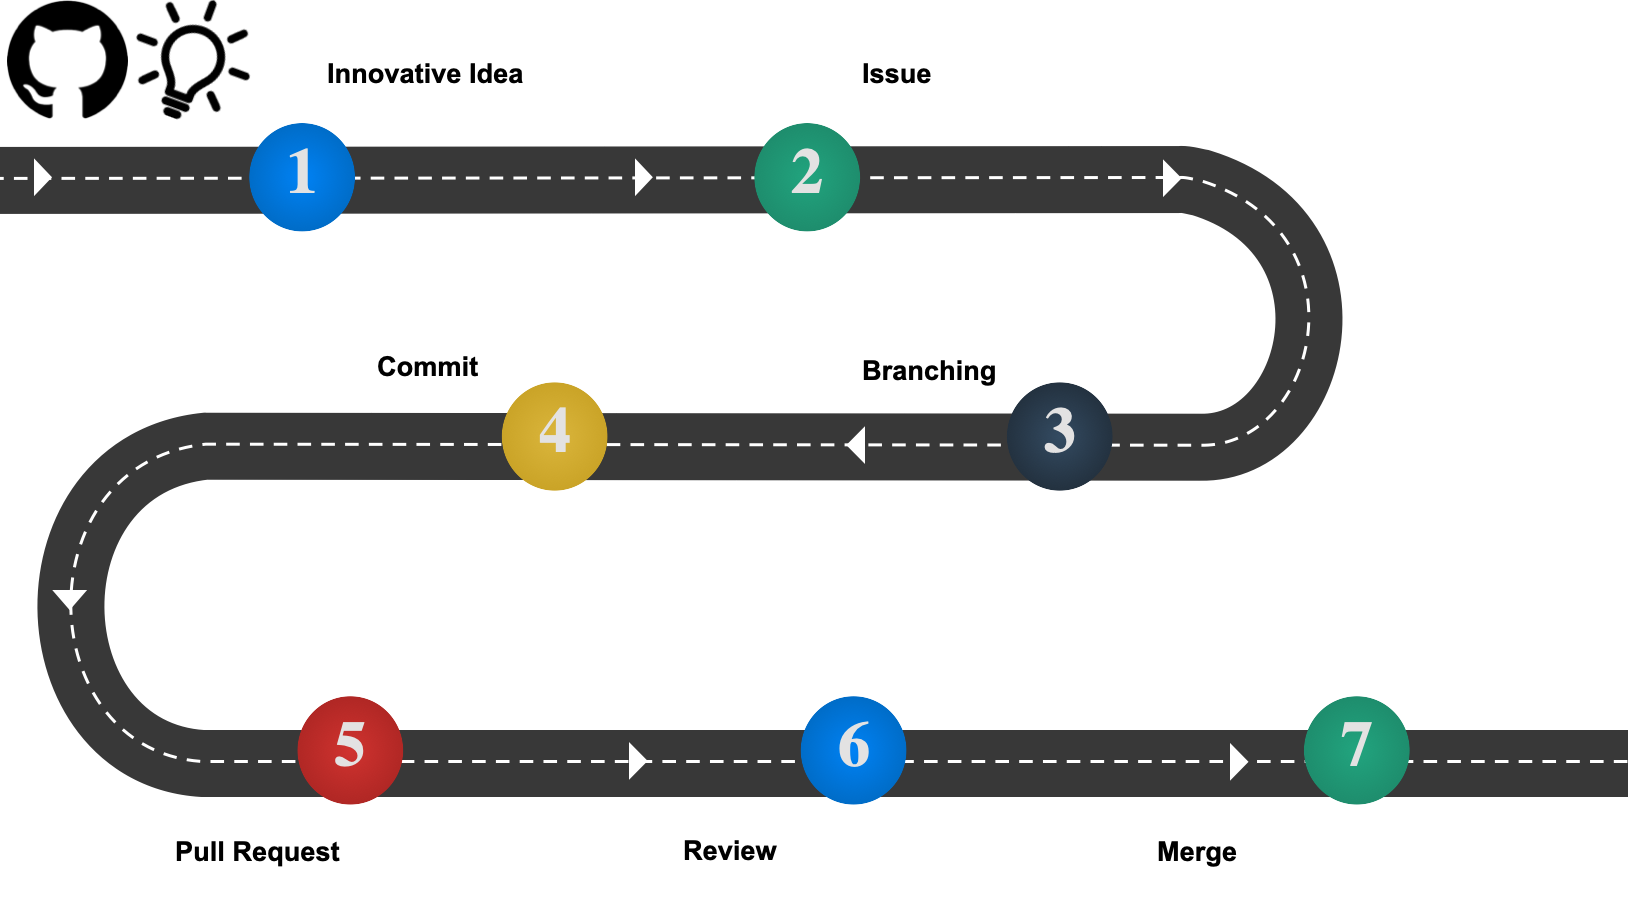 Innovative Idea
Issue
1
2
Commit
Branching
4
3
5
6
7
Pull Request
Review
Merge